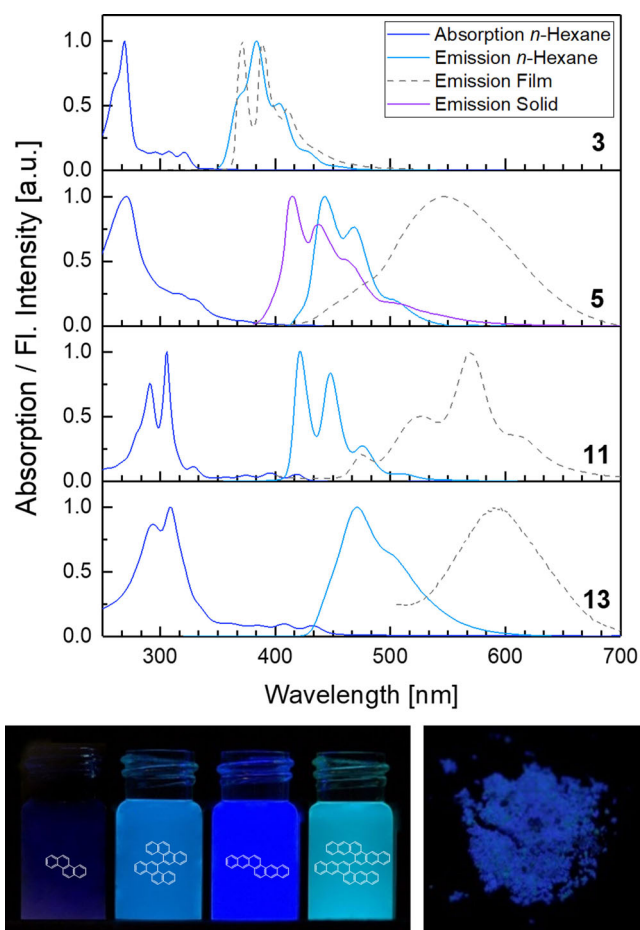 Absorption n-Hexane
Emission n-Hexane
Emission Film
Emission Solid
1.0
0.5
0.0
3
1.0
0.5
0.0
5
1.0
0.5
0.0
11
1.0
0.5
0.0
13
300 400 500 600 700
Absorption / Fl. Intensity [a.u.]
Wavelength [nm]